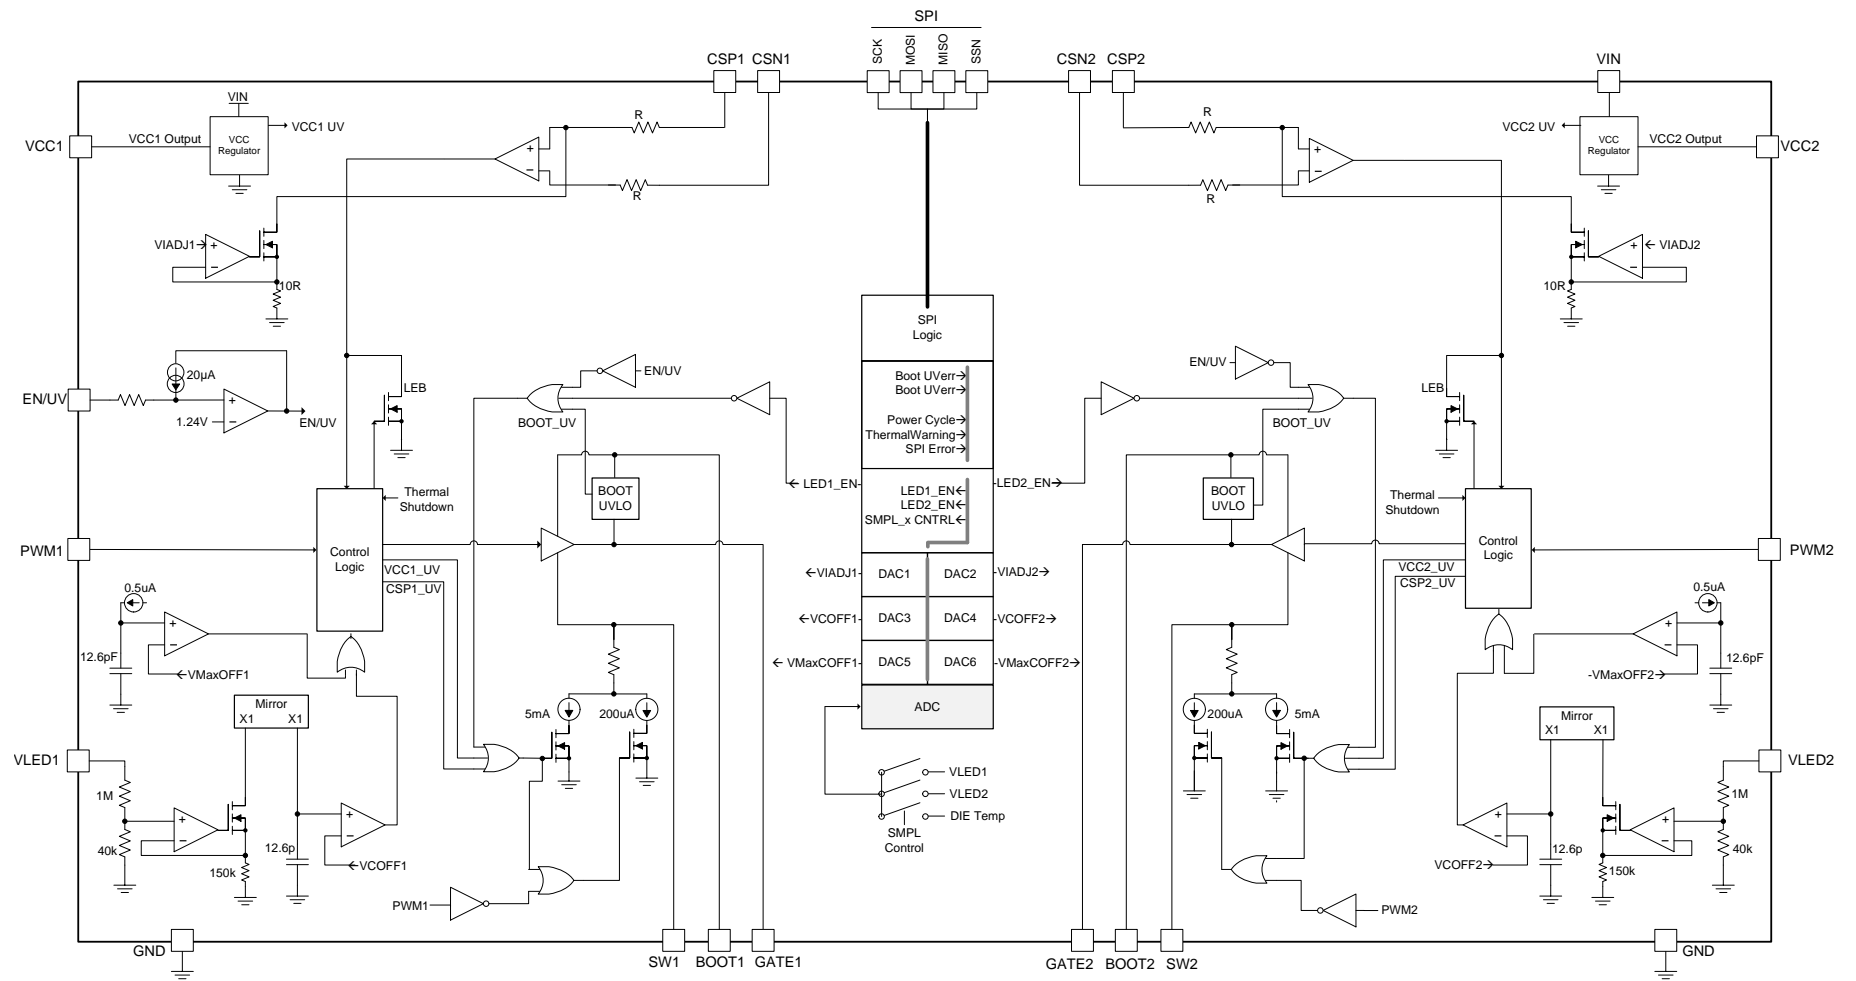 SPI
SCK
MOSI
MISO
SSN
CSP1
CSN1
CSN2
CSP2
VIN
VIN
VCC1
VCC1 Output
VCC
Regulator
VCC1 UV
R
R
+
−
R
R
+
−
VCC2 UV
VCC
Regulator
VCC2 Output
VCC2
VIADJ1
+
−
10R
VIADJ2
+
−
10R
SPI
Logic
EN/UV
20µA
1.24V
+
−
EN/UV
LEB
EN/UV
BOOT_UV
Boot UVerr
Boot UVerr
Power Cycle
ThermalWarning
SPI Error
EN/UV
BOOT_UV
LEB
Thermal
Shutdown
BOOT
UVLO
LED1_EN
LED1_EN
LED2_EN
SMPL_x CNTRL
LED2_EN
BOOT
UVLO
Thermal
Shutdown
PWM1
Control
Logic
VCC1_UV
CSP1_UV
VIADJ1
DAC1
DAC2
VIADJ2
VCC2_UV
CSP2_UV
Control
Logic
PWM2
0.5uA
12.6pF
+
−
VMaxOFF1
VCOFF1
DAC3
DAC4
VCOFF2
VMaxCOFF1
DAC5
DAC6
-VMaxCOFF2
0.5uA
12.6pF
+
−
-VMaxOFF2
Mirror
X1
X1
5mA
200uA
ADC
200uA
5mA
Mirror
X1
X1
VLED1
1M
40k
+
−
150k
12.6p
+
−
VCOFF1
VLED1
VLED2
DIE Temp
SMPL
Control
VLED2
1M
40k
+
−
150k
12.6p
+
−
VCOFF2
PWM1
PWM2
GND
SW1
BOOT1
GATE1
GATE2
BOOT2
SW2
GND